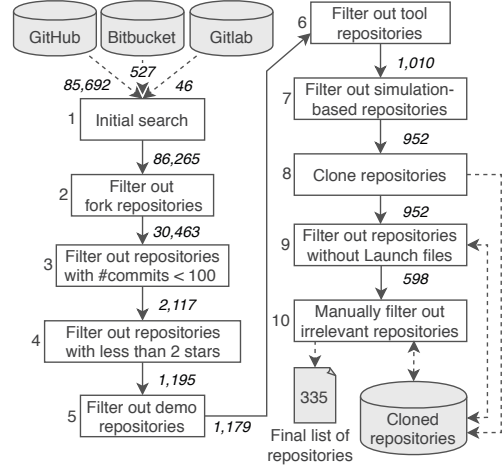 GitHub
Bitbucket
Gitlab
85,692
527
46
1
Initial search
86,265
2
Filter out
fork repositories
30,463
3
Filter out repositories
with #commits < 100
2,117
4
Filter out repositories
with less than 2 stars
1,195
5
Filter out demo
repositories
1,179
6
Filter out tool
repositories
1,010
7
Filter out simulation-
based repositories
952
8
Clone repositories
952
9
Filter out repositories
without Launch files
598
10
Manually filter out
irrelevant repositories
335
Final list of
repositories
Cloned
repositories